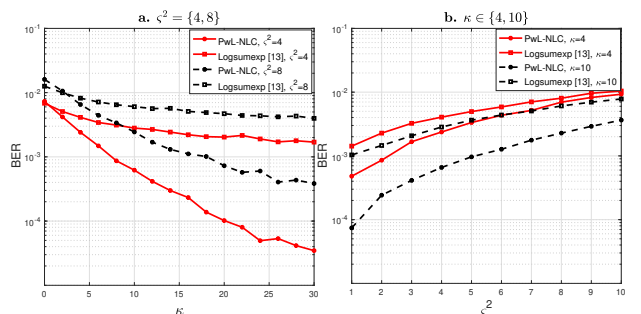 a. ς² = {4, 8}
10⁻¹
10⁻²
10⁻³
10⁻⁴
BER
0 5 10 15 20 25 30
κ
PwL-NLC, ς²=4
Logsumexp [13], ς²=4
PwL-NLC, ς²=8
Logsumexp [13], ς²=8
b. κ ∈ {4, 10}
10⁻¹
10⁻²
10⁻³
10⁻⁴
BER
1 2 3 4 5 6 7 8 9 10
ς²
PwL-NLC, κ=4
Logsumexp [13], κ=4
PwL-NLC, κ=10
Logsumexp [13], κ=10